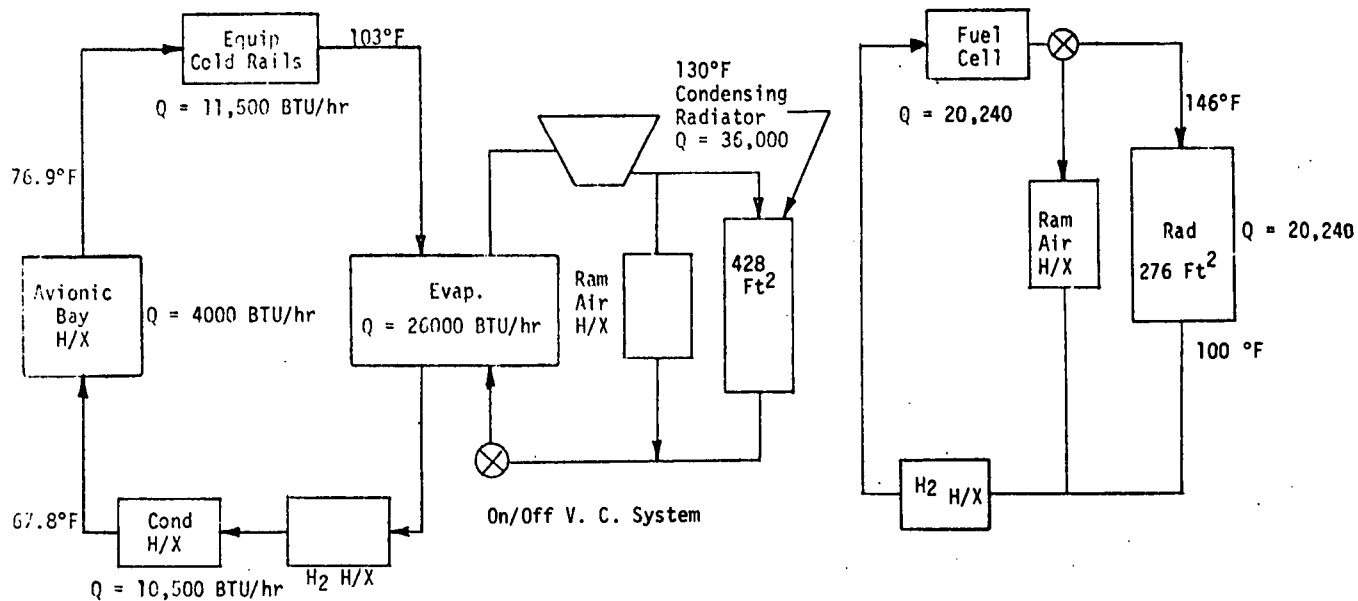 Equip
Cold Rails
103°F
Q = 11,500 BTU/hr
76.9°F
Avionic
Bay
H/X
Q = 4000 BTU/hr
67.8°F
Cond
H/X
Q = 10,500 BTU/hr
H2 H/X
Evap.
Q = 26000 BTU/hr
130°F
Condensing
Radiator
Q = 36,000
Ram
Air
H/X
428
Ft2
On/Off V. C. System
Fuel
Cell
Q = 20,240
146°F
Ram
Air
H/X
Rad
276 Ft2
Q = 20,240
100 °F
H2 H/X